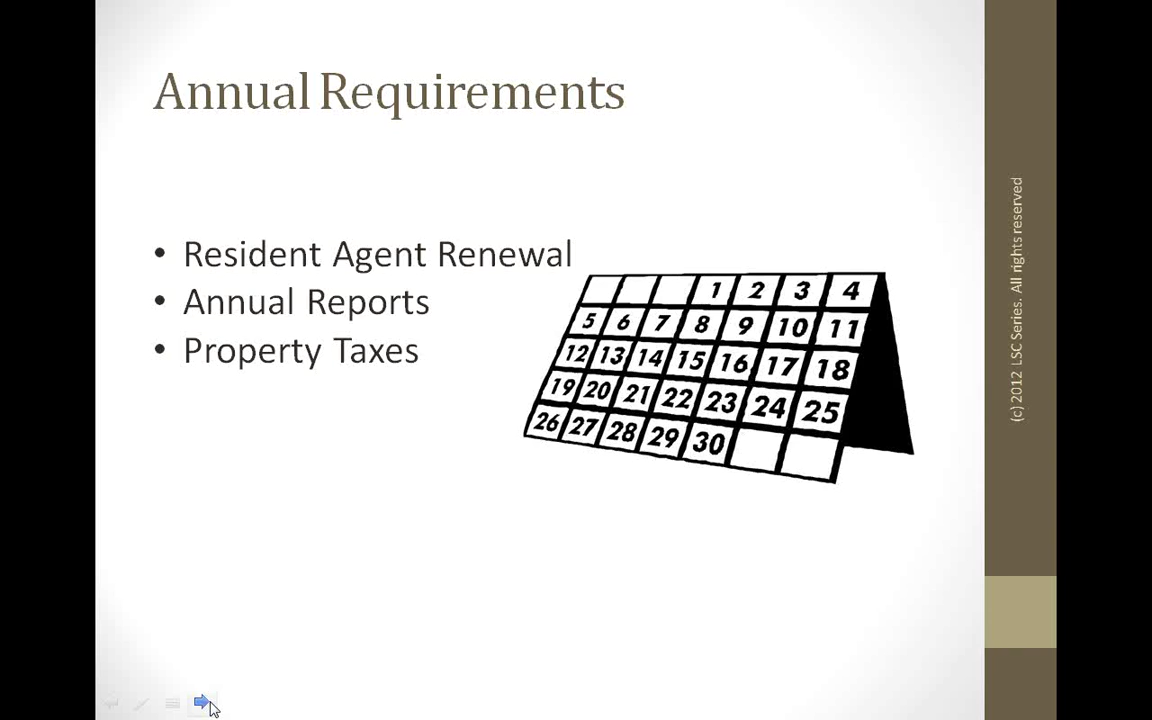 Annual Requirements
• Resident Agent Renewal
• Annual Reports
• Property Taxes
1 2 3 4
5 6 7 8 9 10 11
12 13 14 15 16 17 18
19 20 21 22 23 24 25
26 27 28 29 30
(c) 2012 LSC Series. All rights reserved